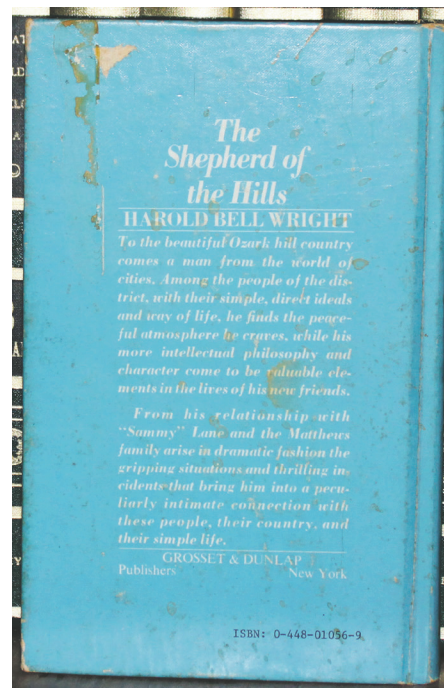 The
Shepherd of
the Hills
HAROLD BELL WRIGHT
To the beautiful Ozark hill country
comes a man from the world of
cities. Among the people of the dis-
trict, with their simple, direct ideals
and way of life, he finds the peace-
ful atmosphere he craves, while his
more intellectual philosophy and
character come to be valuable ele-
ments in the lives of his new friends.
From his relationship with
"Sammy" Lane and the Matthews
family arise in dramatic fashion the
gripping situations and thrilling in-
cidents that bring him into a pecu-
liarly intimate connection with
these people, their country, and
their simple life.
GROSSET & DUNLAP
Publishers New York
ISBN: 0-448-01056-9